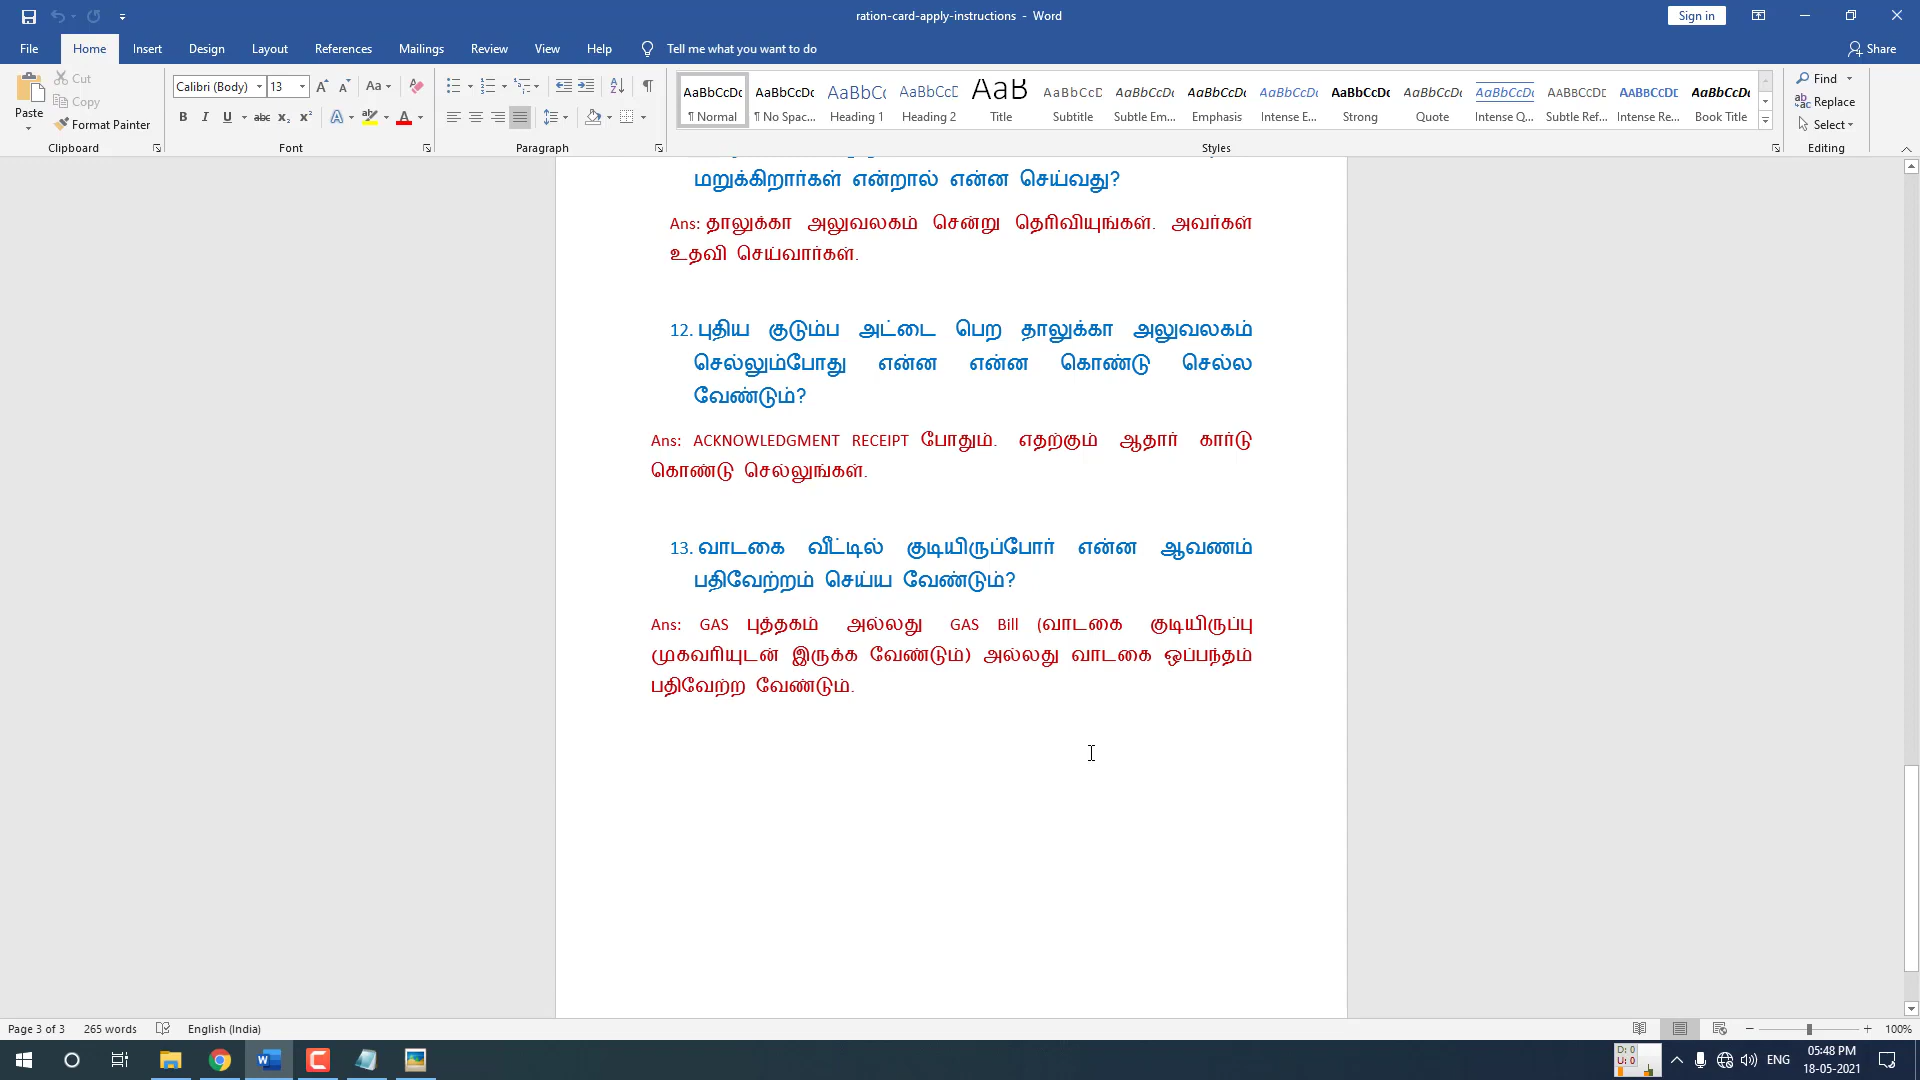 ration-card-apply-instructions - Word
Sign in
File Home Insert Design Layout References Mailings Review View Help Tell me what you want to do Share
Paste
Cut
Copy
Format Painter
Clipboard
Calibri (Body) 13
Font
Paragraph
AaBbCcDc AaBbCcDc AaBbCc AaBbCcD AaB AaBbCcD AaBbCcDc AaBbCcDc AaBbCcDc AaBbCcDc AaBbCcDc AaBbCcDc AABBCCDD AABBCCDD AaBbCcDc
¶ Normal ¶ No Spac... Heading 1 Heading 2 Title Subtitle Subtle Em... Emphasis Intense E... Strong Quote Intense Q... Subtle Ref... Intense Re... Book Title
Styles
Find
Replace
Select
Editing
மறுக்கிறார்கள் என்றால் என்ன செய்வது?
Ans: தாலுக்கா அலுவலகம் சென்று தெரிவியுங்கள். அவர்கள்
உதவி செய்வார்கள்.
12. புதிய குடும்ப அட்டை பெற தாலுக்கா அலுவலகம்
செல்லும்போது என்ன என்ன கொண்டு செல்ல
வேண்டும்?
Ans: ACKNOWLEDGMENT RECEIPT போதும். எதற்கும் ஆதார் கார்டு
கொண்டு செல்லுங்கள்.
13. வாடகை வீட்டில் குடியிருப்போர் என்ன ஆவணம்
பதிவேற்றம் செய்ய வேண்டும்?
Ans: GAS புத்தகம் அல்லது GAS Bill (வாடகை குடியிருப்பு
முகவரியுடன் இருக்க வேண்டும்) அல்லது வாடகை ஒப்பந்தம்
பதிவேற்ற வேண்டும்.
Page 3 of 3 265 words English (India) 100%
D: 0
U: 0
ENG
05:48 PM
18-05-2021